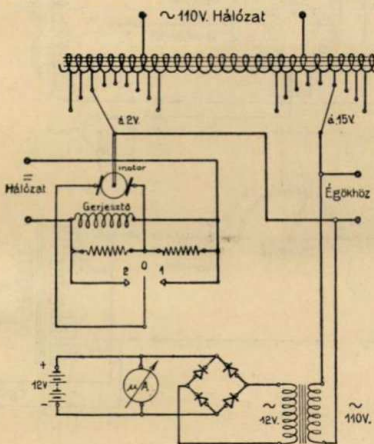 ~ 110V. Hálózat
á.2V.
á.15V.
motor
=
Hálózat
Gerjesztő
Égőkhöz
2 0 1
+
12V
-
μA
~
12V.
~
110V.